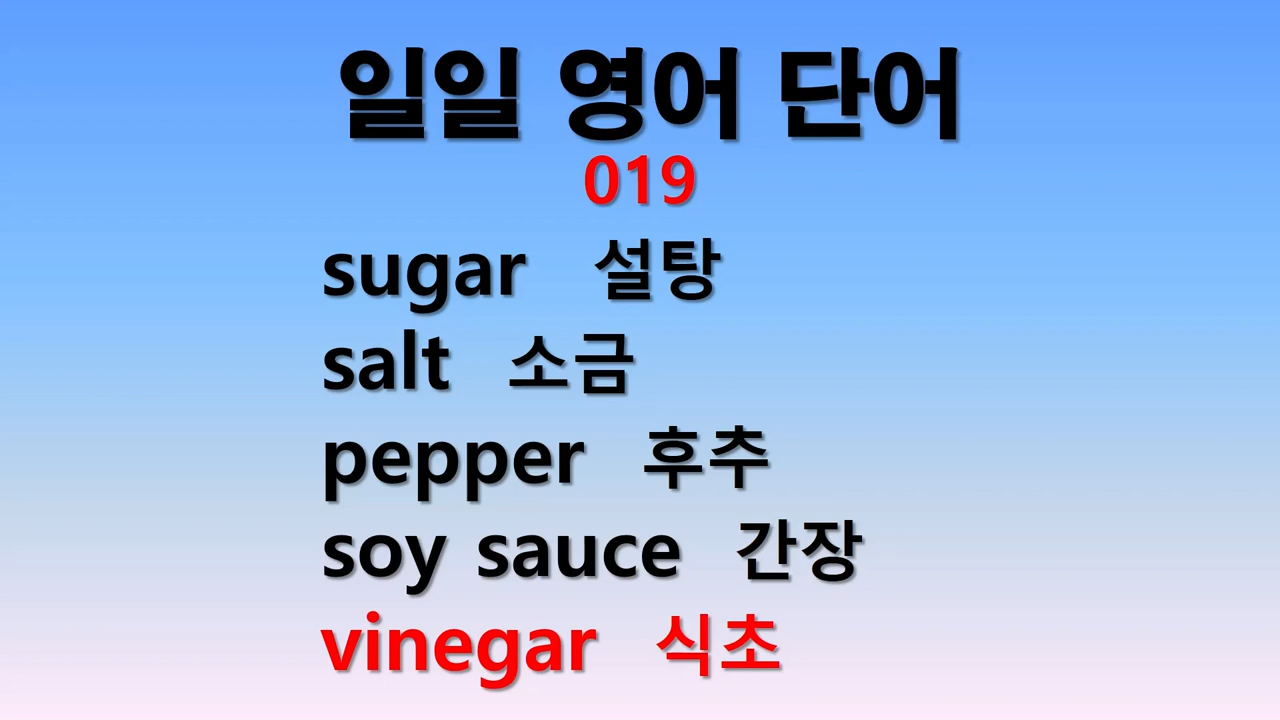 일일 영어 단어
019
sugar 설탕
salt 소금
pepper 후추
soy sauce 간장
vinegar 식초